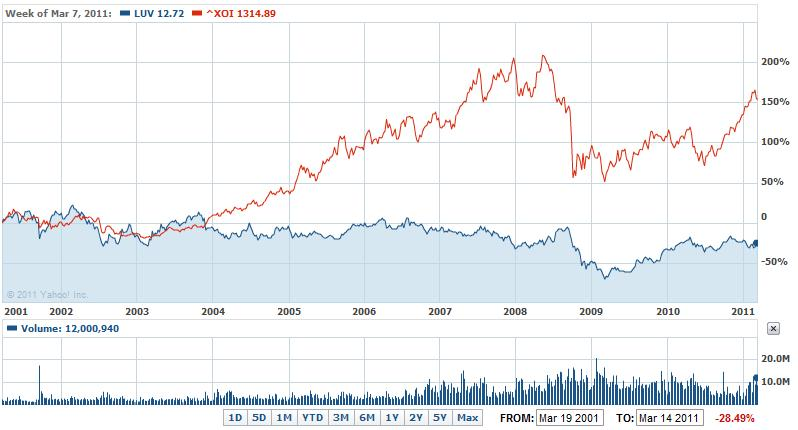 Week of Mar 7, 2011: LUV 12.72 ^XOI 1314.89
200%
150%
100%
50%
0
-50%
© 2011 Yahoo! Inc.
2001 2002 2003 2004 2005 2006 2007 2008 2009 2010 2011
Volume: 12,000,940
20.0M
10.0M
1D 5D 1M YTD 3M 6M 1Y 2Y 5Y Max FROM: Mar 19 2001 TO: Mar 14 2011 -28.49%